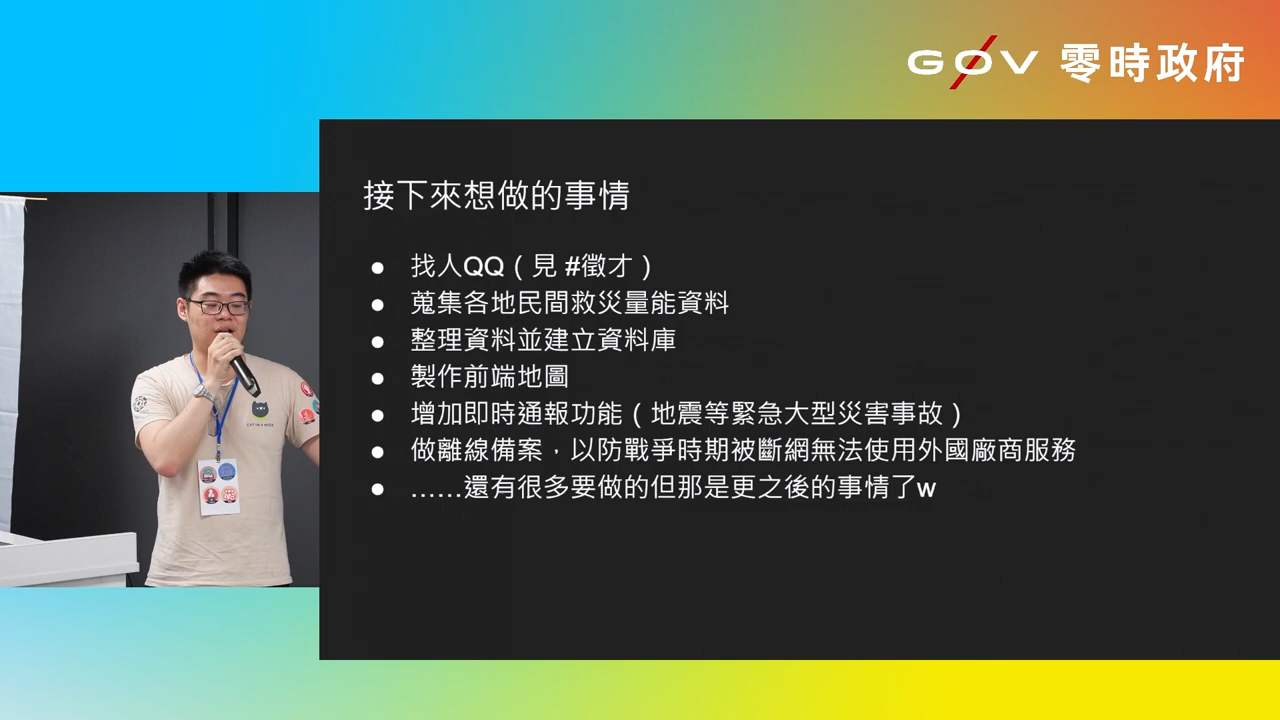 GØV 零時政府
接下來想做的事情
● 找人QQ（見 #徵才）
● 蒐集各地民間救災量能資料
● 整理資料並建立資料庫
● 製作前端地圖
● 增加即時通報功能（地震等緊急大型災害事故）
● 做離線備案，以防戰爭時期被斷網無法使用外國廠商服務
● ……還有很多要做的但那是更之後的事情了w